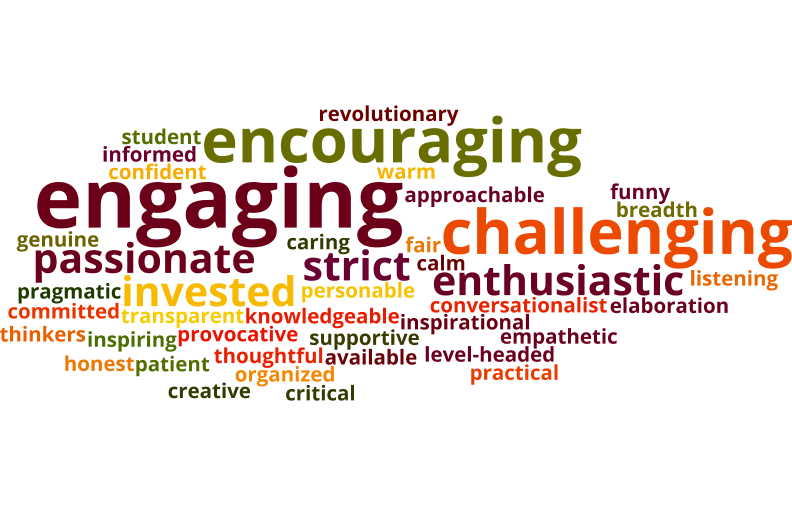 revolutionary
student encouraging
informed
confident warm
engaging approachable funny
breadth
genuine caring fair challenging
passionate strict calm
enthusiastic listening
pragmatic invested personable
committed transparent knowledgeable conversationalist elaboration
thinkers inspiring provocative supportive inspirational empathetic
honest patient thoughtful available level-headed
organized practical
creative critical